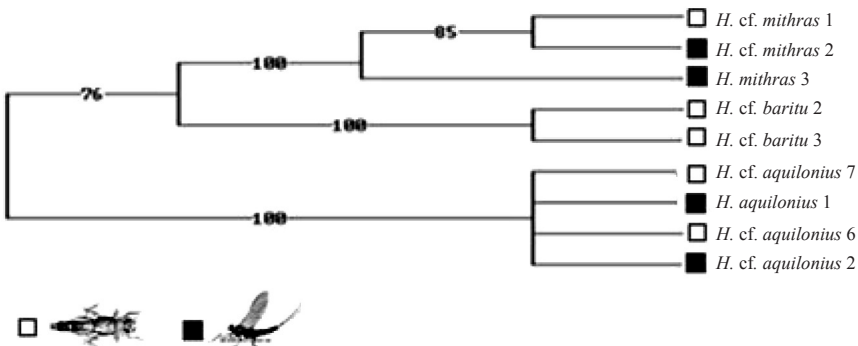 85
H. cf. mithras 1
H. cf. mithras 2
100
H. mithras 3
76
H. cf. baritu 2
100
H. cf. baritu 3
H. cf. aquilonius 7
H. aquilonius 1
100
H. cf. aquilonius 6
H. cf. aquilonius 2